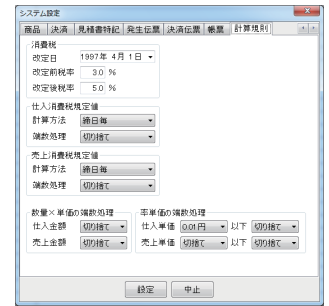 システム設定
商品 決済 見積書特記 発生伝票 決済伝票 帳票 計算規則
消費税
改定日 1997年 4月 1日
改定前税率 3.0 %
改定後税率 5.0 %
仕入消費税規定値
計算方法 締日毎
端数処理 切り捨て
売上消費税規定値
計算方法 締日毎
端数処理 切り捨て
数量×単価の端数処理 率単価の端数処理
仕入金額 切り捨て 仕入単価 0.01円 以下 切り捨て
売上金額 切り捨て 売上単価 切捨て 以下 切り捨て
設定 中止